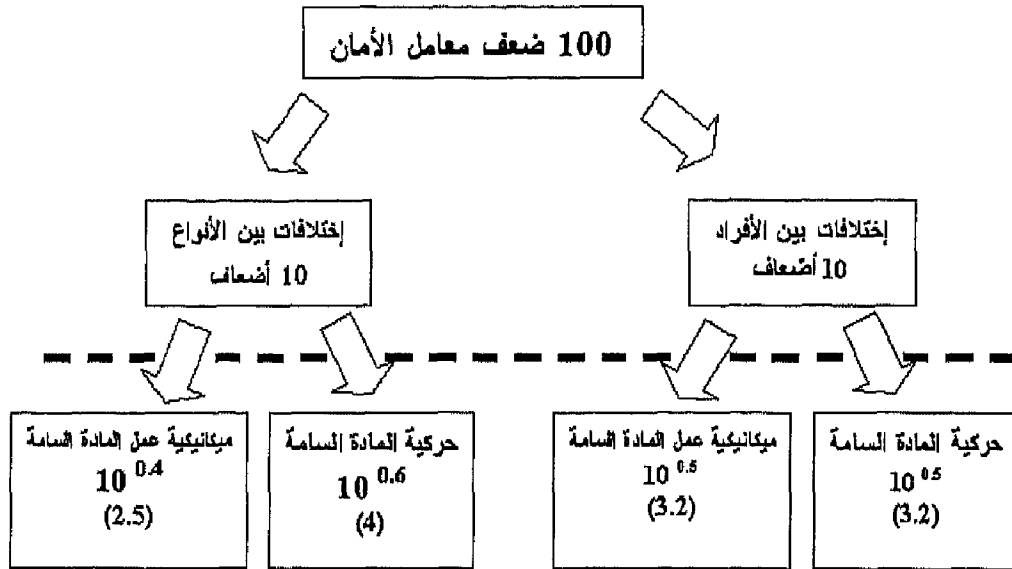 100 ضعف معامل الأمان
إختلافات بين الأفراد
10 أضعاف
إختلافات بين الأنواع
10 أضعاف
حركية المادة السامة
10 ^0.5
(3.2)
ميكانيكية عمل المادة السامة
10 ^0.5
(3.2)
حركية المادة السامة
10 ^0.6
(4)
ميكانيكية عمل المادة السامة
10 ^0.4
(2.5)